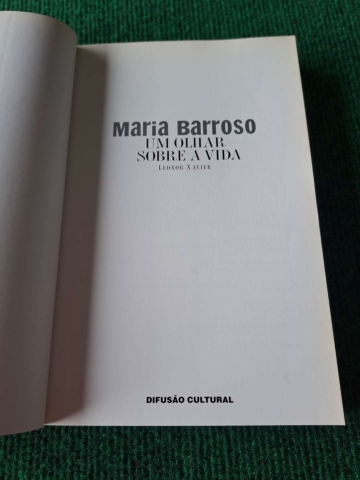 Maria Barroso
UM OLHAR
SOBRE A VIDA
Leonor Xavier
DIFUSÃO CULTURAL